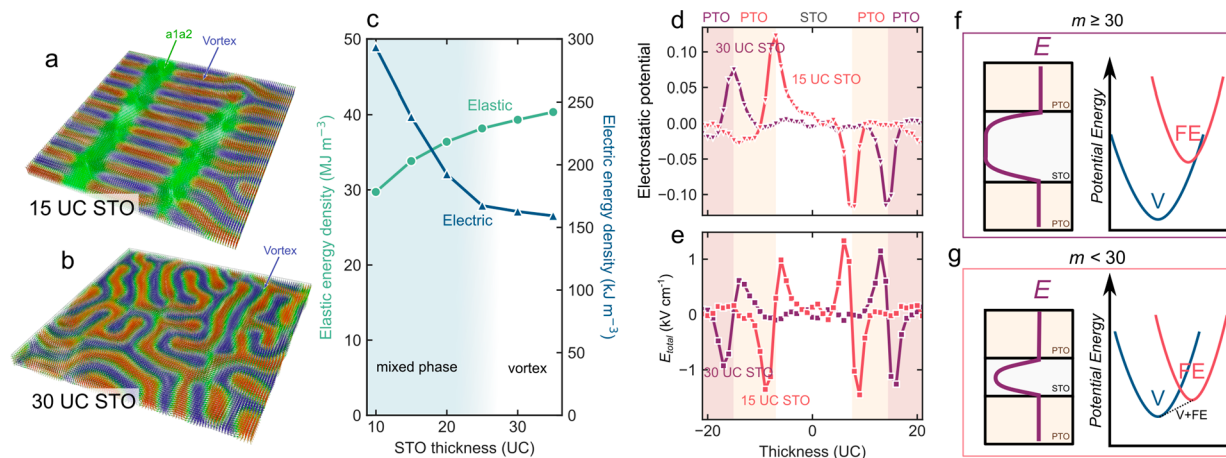 a
a1a2
Vortex
15 UC STO
b
Vortex
30 UC STO
c
Elastic energy density (MJ m⁻³)
50
40
30
20
10
0
Elastic
Electric
mixed phase
vortex
10
20
30
STO thickness (UC)
300
250
200
150
100
50
0
Electric energy density (kJ m⁻³)
d
PTO PTO STO PTO PTO
Electrostatic potential
0.10
0.05
0.00
−0.05
−0.10
30 UC STO
15 UC STO
e
E_total (kV cm⁻¹)
1
0
−1
30 UC STO
15 UC STO
−20 −10 0 10 20
Thickness (UC)
f
m ≥ 30
E
PTO
STO
PTO
Potential Energy
FE
V
g
m < 30
E
PTO
STO
PTO
Potential Energy
FE
V
V+FE